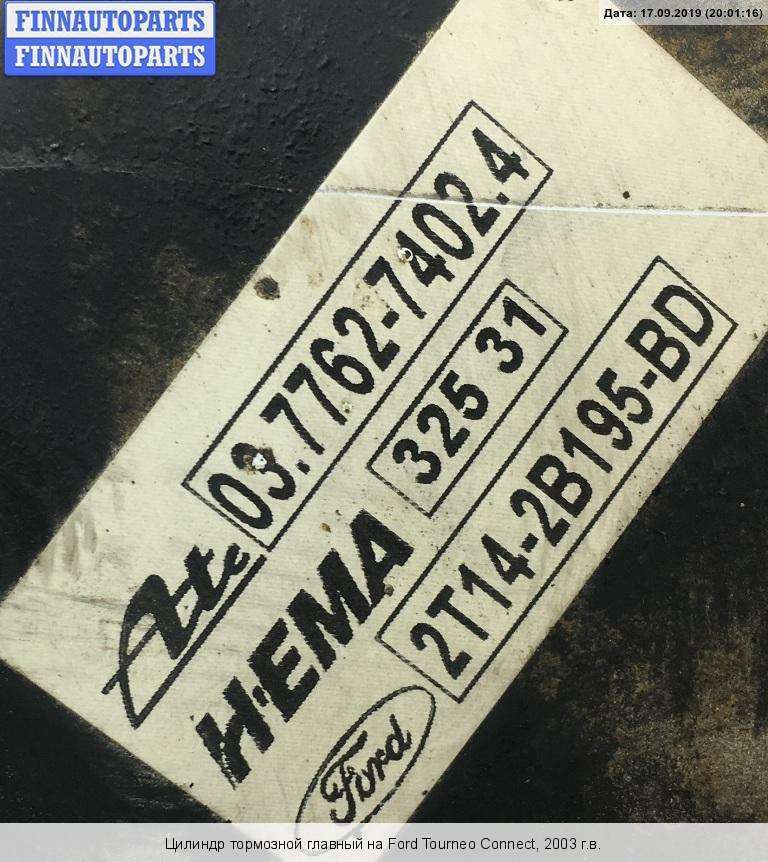 FINNAUTOPARTS
FINNAUTOPARTS
Дата: 17.09.2019 (20:01:16)
Ate 03.7762-7402.4
HEMA 325 31
Ford 2T14-2B195-BD
Цилиндр тормозной главный на Ford Tourneo Connect, 2003 г.в.